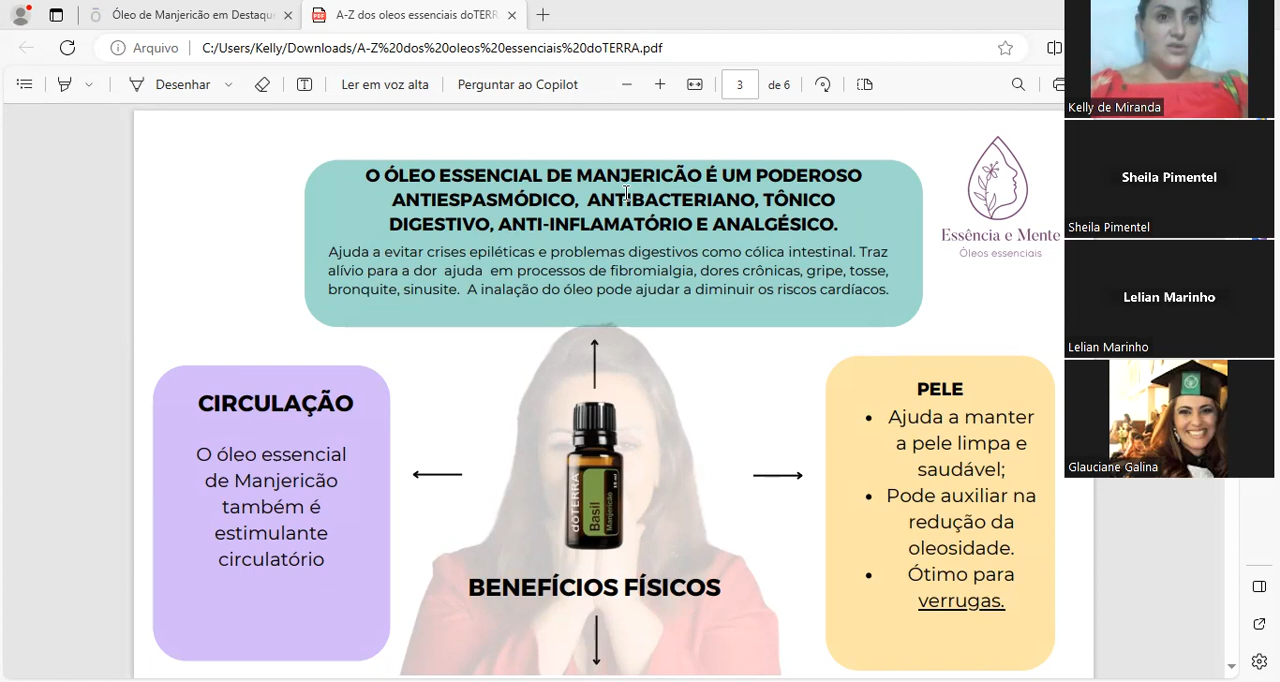 Óleo de Manjericão em Destaqu
A-Z dos oleos essenciais doTERR
Arquivo
C:/Users/Kelly/Downloads/A-Z%20dos%20oleos%20essenciais%20doTERRA.pdf
Desenhar
Ler em voz alta
Perguntar ao Copilot
3
de 6
O ÓLEO ESSENCIAL DE MANJERICÃO É UM PODEROSO
ANTIESPASMÓDICO, ANTIBACTERIANO, TÔNICO
DIGESTIVO, ANTI-INFLAMATÓRIO E ANALGÉSICO.
Ajuda a evitar crises epiléticas e problemas digestivos como cólica intestinal. Traz
alívio para a dor ajuda em processos de fibromialgia, dores crônicas, gripe, tosse,
bronquite, sinusite. A inalação do óleo pode ajudar a diminuir os riscos cardíacos.
Essência e Mente
Óleos essenciais
CIRCULAÇÃO
O óleo essencial
de Manjericão
também é
estimulante
circulatório
dōTERRA
Basil
Manjericão
15 ml
BENEFÍCIOS FÍSICOS
PELE
• Ajuda a manter
a pele limpa e
saudável;
• Pode auxiliar na
redução da
oleosidade.
• Ótimo para
verrugas.
Kelly de Miranda
Sheila Pimentel
Sheila Pimentel
Lelian Marinho
Lelian Marinho
Glauciane Galina